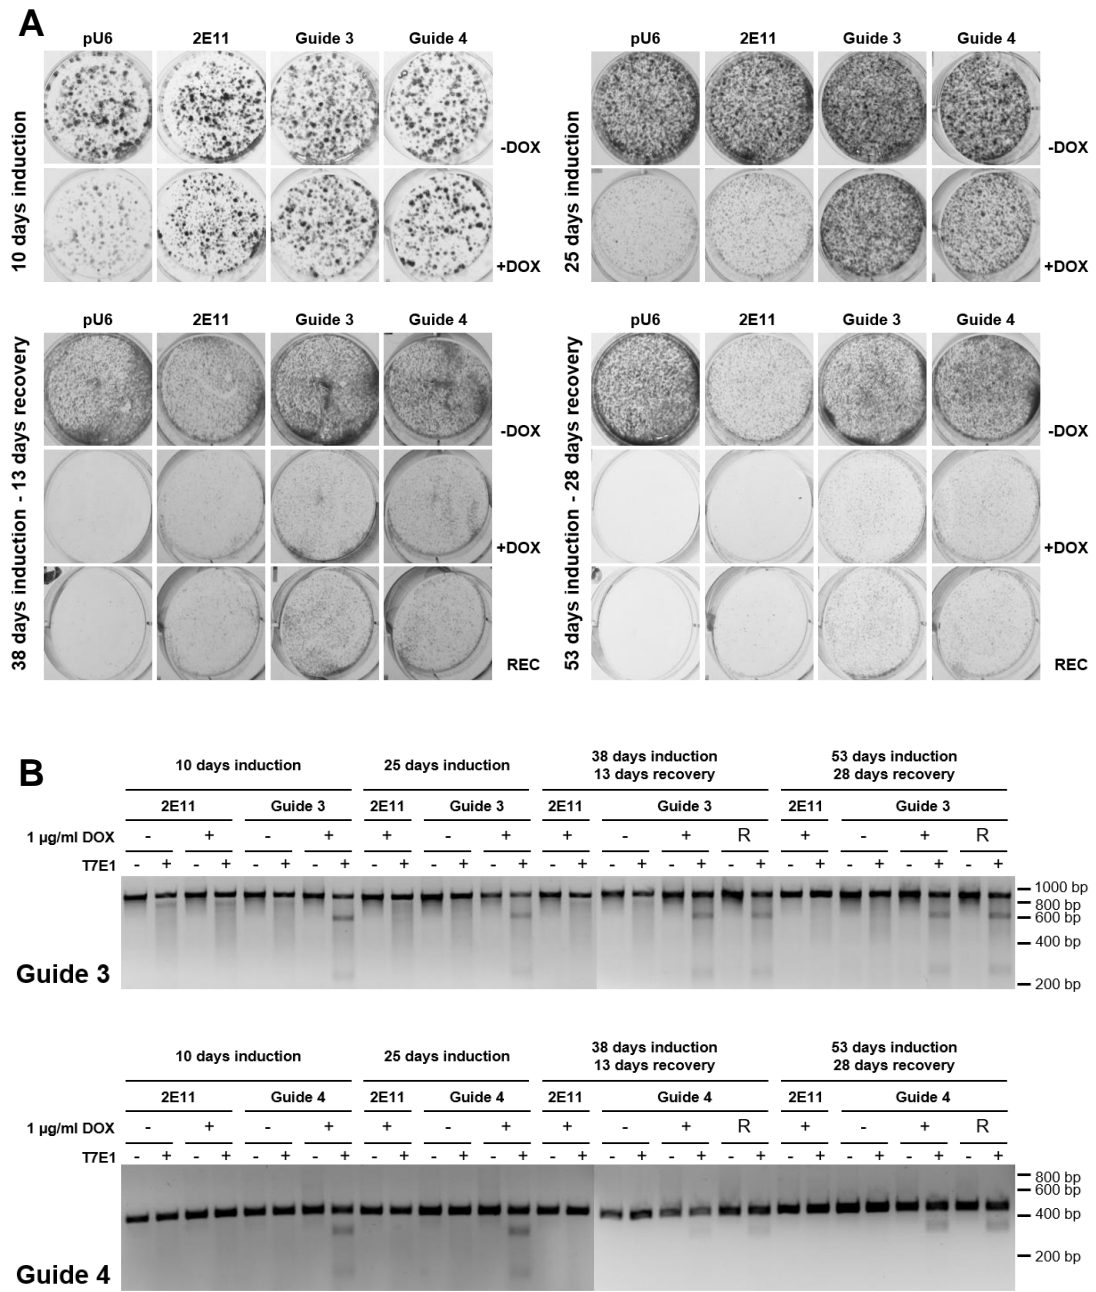 A
pU6 2E11 Guide 3 Guide 4
10 days induction
-DOX
+DOX
pU6 2E11 Guide 3 Guide 4
25 days induction
-DOX
+DOX
pU6 2E11 Guide 3 Guide 4
38 days induction - 13 days recovery
-DOX
+DOX
REC
pU6 2E11 Guide 3 Guide 4
53 days induction - 28 days recovery
-DOX
+DOX
REC
B
10 days induction 25 days induction 38 days induction 53 days induction
13 days recovery 28 days recovery
2E11 Guide 3 2E11 Guide 3 2E11 Guide 3 2E11 Guide 3
1 µg/ml DOX - + - + + - + + - + R + - + R
T7E1 - + - + - + - + - + - + - + - + - + - + - + - + - + - + - +
1000 bp
800 bp
600 bp
400 bp
200 bp
Guide 3
10 days induction 25 days induction 38 days induction 53 days induction
13 days recovery 28 days recovery
2E11 Guide 4 2E11 Guide 4 2E11 Guide 4 2E11 Guide 4
1 µg/ml DOX - + - + + - + + - + R + - + R
T7E1 - + - + - + - + - + - + - + - + - + - + - + - + - + - + - +
800 bp
600 bp
400 bp
200 bp
Guide 4